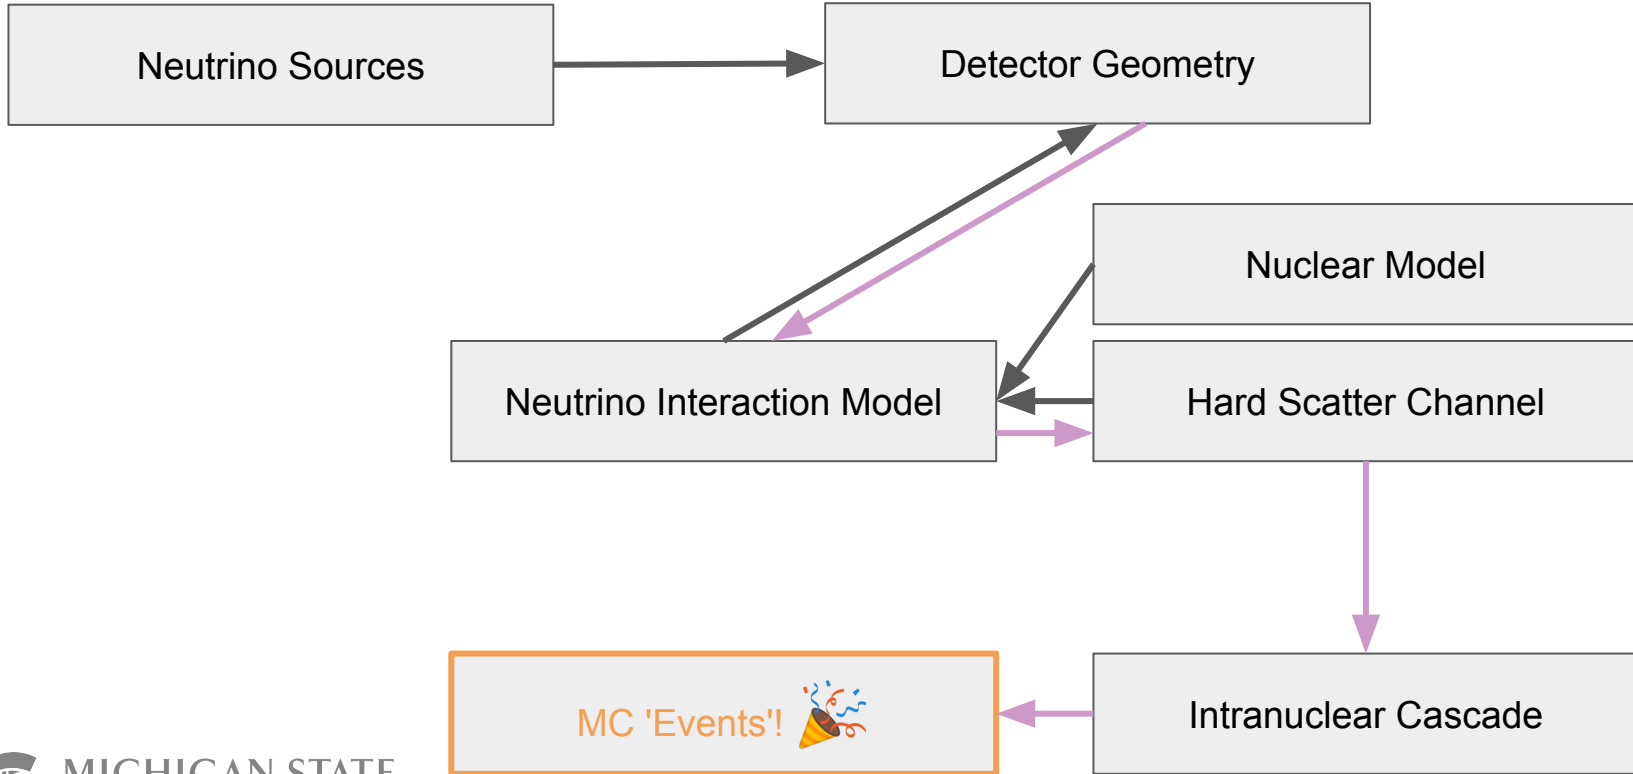 Neutrino Sources
Detector Geometry
Nuclear Model
Neutrino Interaction Model
Hard Scatter Channel
MC 'Events'!
Intranuclear Cascade
MICHIGAN STATE